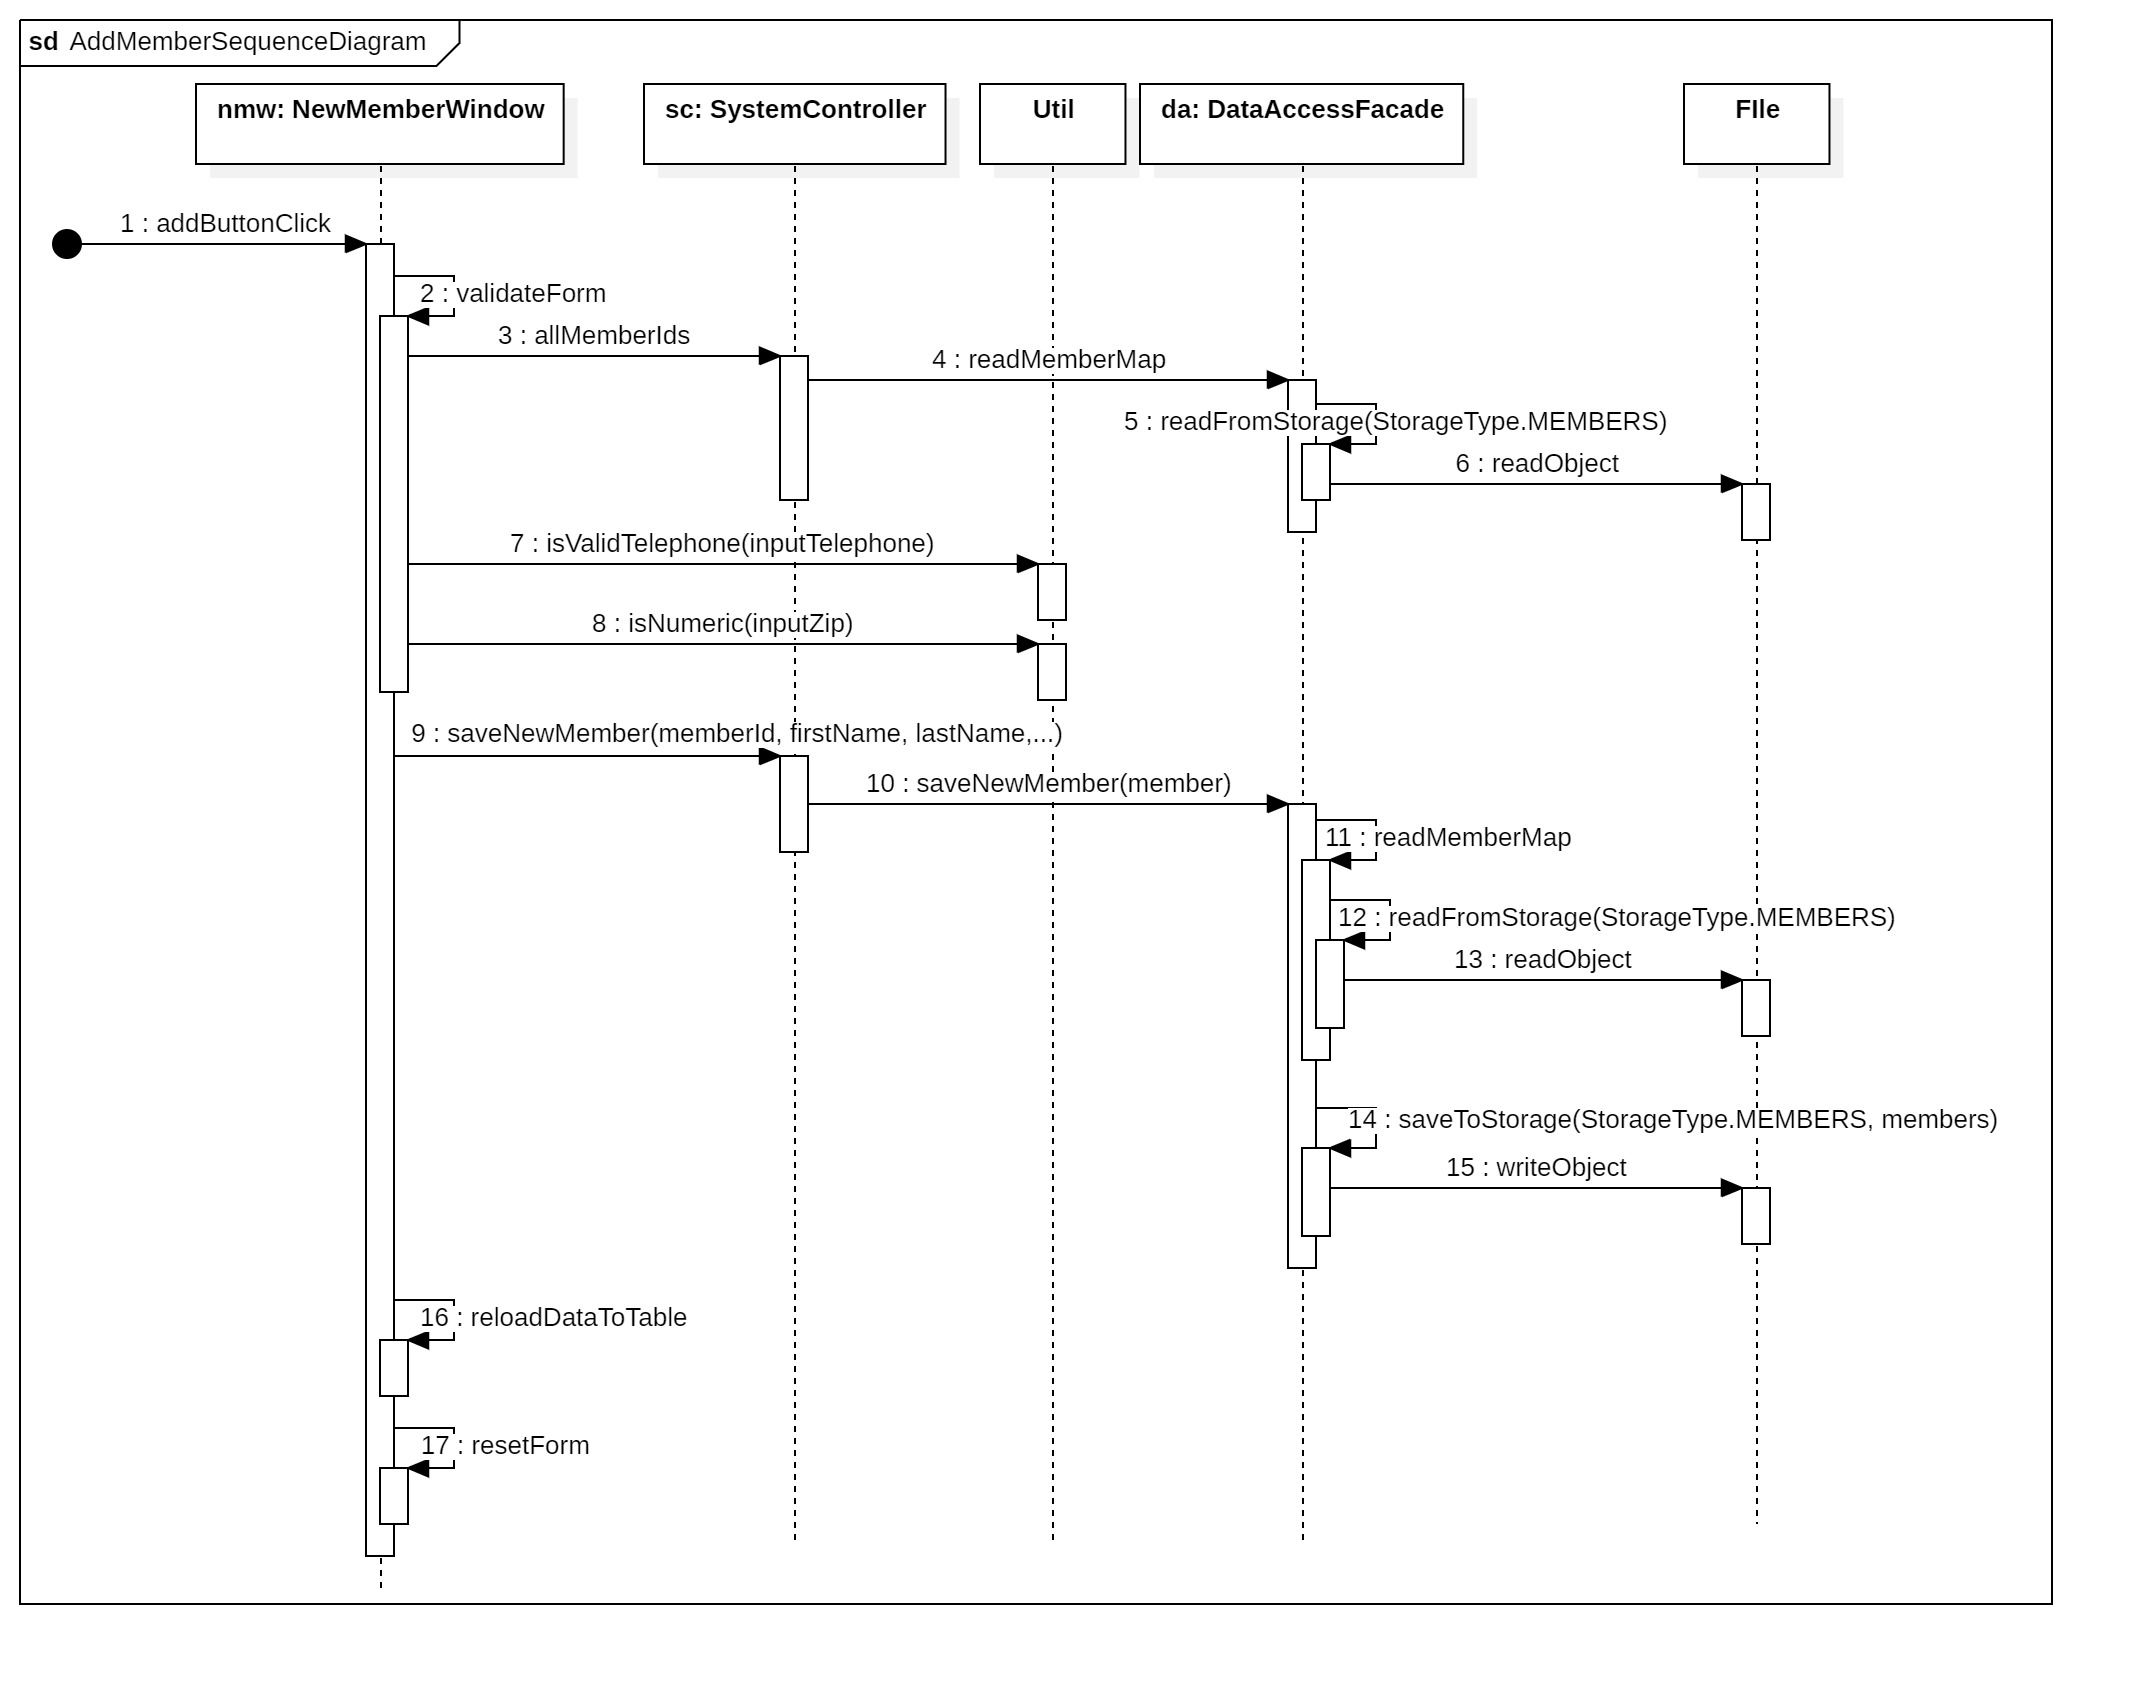 sd AddMemberSequenceDiagram
nmw: NewMemberWindow
sc: SystemController
Util
da: DataAccessFacade
FIle
1 : addButtonClick
2 : validateForm
3 : allMemberIds
4 : readMemberMap
5 : readFromStorage(StorageType.MEMBERS)
6 : readObject
7 : isValidTelephone(inputTelephone)
8 : isNumeric(inputZip)
9 : saveNewMember(memberId, firstName, lastName,...)
10 : saveNewMember(member)
11 : readMemberMap
12 : readFromStorage(StorageType.MEMBERS)
13 : readObject
14 : saveToStorage(StorageType.MEMBERS, members)
15 : writeObject
16 : reloadDataToTable
17 : resetForm